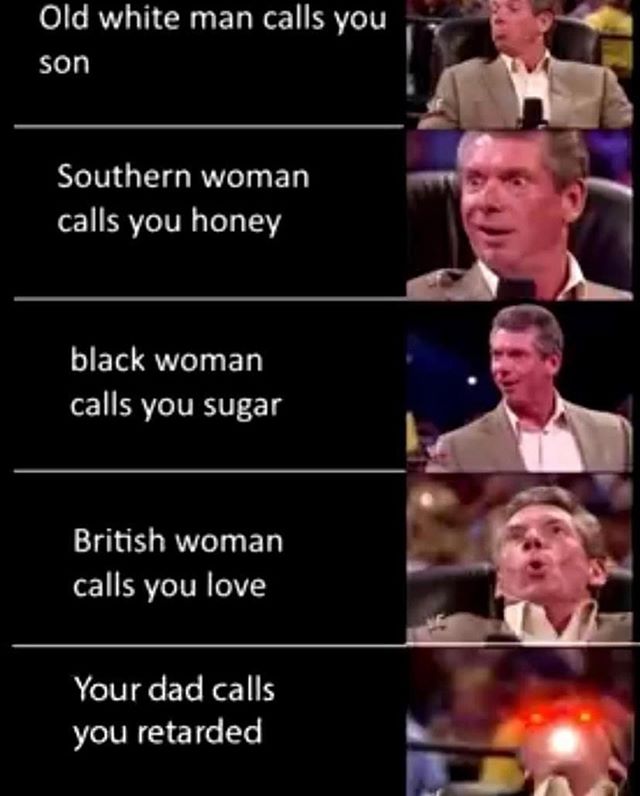 Old white man calls you
son
Southern woman
calls you honey
black woman
calls you sugar
British woman
calls you love
Your dad calls
you retarded